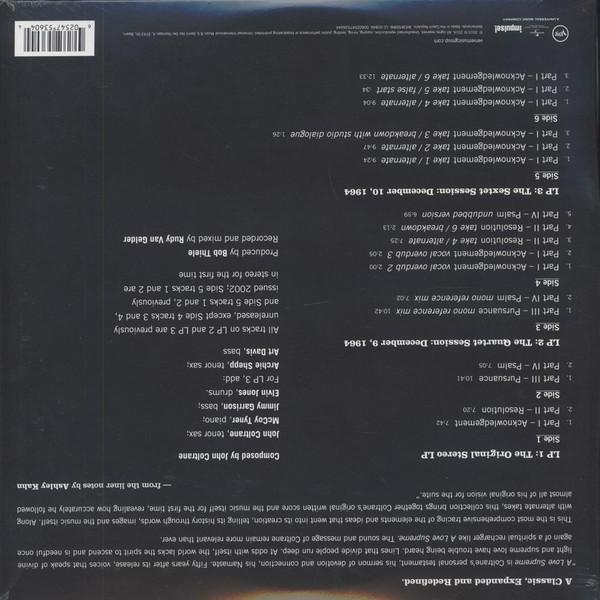 A Classic, Expanded and Redefined.
"A Love Supreme is Coltrane's personal testament, his sermon of devotion and connection, his Namaste. Fifty years after its release, voices that speak of divine
light and supreme love have trouble being heard. Lines that divide people run deep. At odds with itself, the world lacks the spirit to ascend and is needful once
again of a spiritual recharger like A Love Supreme. The sound and message of Coltrane remain more relevant than ever.
This is the most comprehensive tracing of the elements and ideas that went into its creation, telling its history through words, images and the music itself. Along
with alternate takes, this collection brings together Coltrane's original written score and the music itself for the first time, revealing how accurately he followed
almost all of his original vision for the suite."
— from the liner notes by Ashley Kahn
LP: 1: The Original Stereo LP
Side 1
1. Part I – Acknowledgement 7:42
2. Part II – Resolution 7:20
Side 2
1. Part III – Pursuance 10:41
2. Part IV – Psalm 7:05
LP: 2: The Quartet Session: December 9, 1964
Side 3
1. Part III – Pursuance mono reference mix 10:42
2. Part IV – Psalm mono reference mix 7:02
Side 4
1. Part I – Acknowledgement vocal overdub 2 2:00
2. Part I – Acknowledgement vocal overdub 3 2:05
3. Part II – Resolution take 4 / alternate 7:25
4. Part II – Resolution take 6 / breakdown 2:13
5. Part IV – Psalm undubbed version 6:59
LP: 3: The Sextet Session: December, 10, 1964
Side 5
1. Part I – Acknowledgement take 1 / alternate 9:24
2. Part I – Acknowledgement take 2 / alternate 9:47
3. Part I – Acknowledgement take 3 / breakdown with studio dialogue 1:26
Side 6
1. Part I – Acknowledgement take 4 / alternate 9:04
2. Part I – Acknowledgement take 5 / false start :34
3. Part I – Acknowledgement take 6 / alternate 12:33
Composed by John Coltrane
John Coltrane, tenor sax;
McCoy Tyner, piano;
Jimmy Garrison, bass;
Elvin Jones, drums.
For LP 3, add:
Archie Shepp, tenor sax;
Art Davis, bass
All tracks on LP 2 and LP 3 are previously
unreleased, except Side 4 tracks 3 and 4,
and Side 5 tracks 1 and 2, previously
issued 2002; Side 5 tracks 1 and 2 are
in stereo for the first time
Produced by Bob Thiele
Recorded and mixed by Rudy Van Gelder
impulse!
A UNIVERSAL MUSIC COMPANY
vervemusicgroup.com
6 02547 53604 6